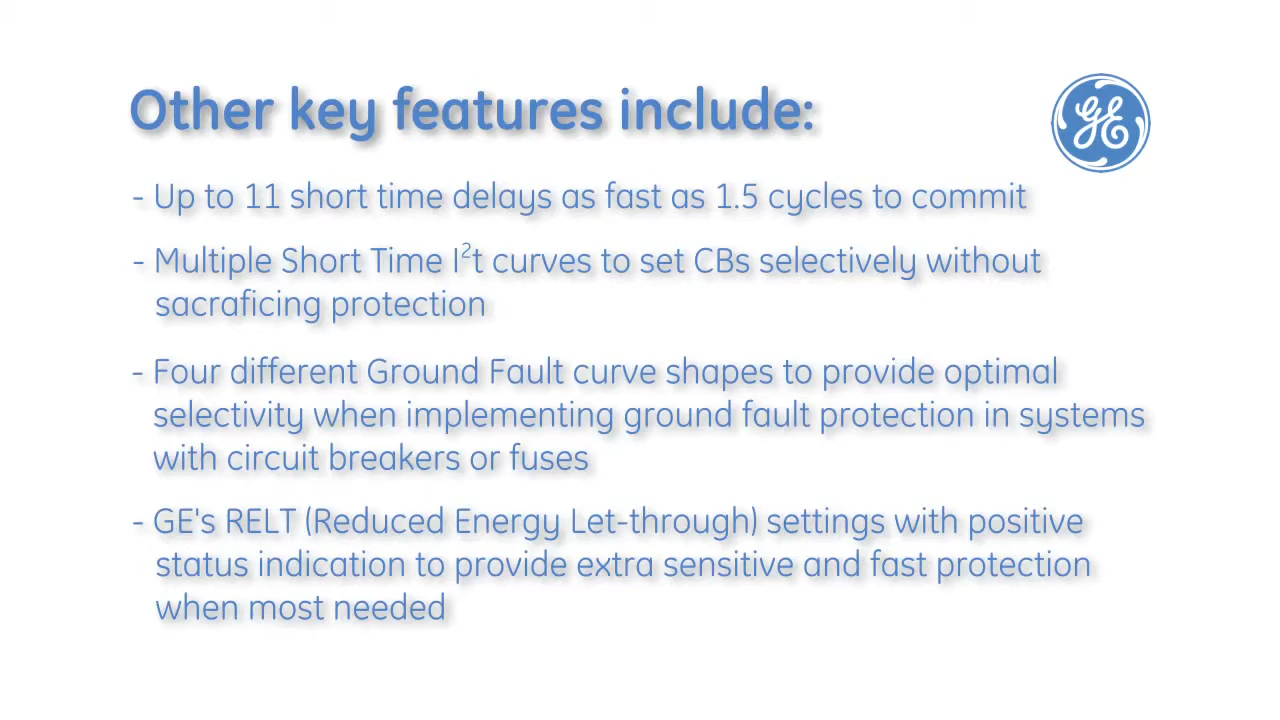 Other key features include:
GE
- Up to 11 short time delays as fast as 1.5 cycles to commit
- Multiple Short Time I²t curves to set CBs selectively without
sacraficing protection
- Four different Ground Fault curve shapes to provide optimal
selectivity when implementing ground fault protection in systems
with circuit breakers or fuses
- GE's RELT (Reduced Energy Let-through) settings with positive
status indication to provide extra sensitive and fast protection
when most needed